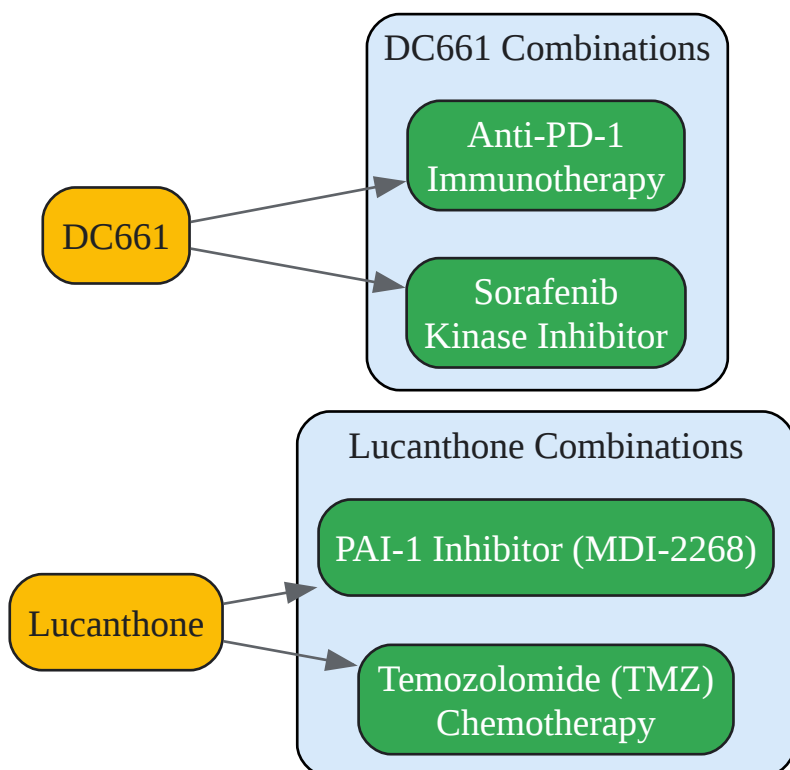 DC661 Combinations
Anti-PD-1
Immunotherapy
DC661
Sorafenib
Kinase Inhibitor
Lucanthone Combinations
PAI-1 Inhibitor (MDI-2268)
Lucanthone
Temozolomide (TMZ)
Chemotherapy